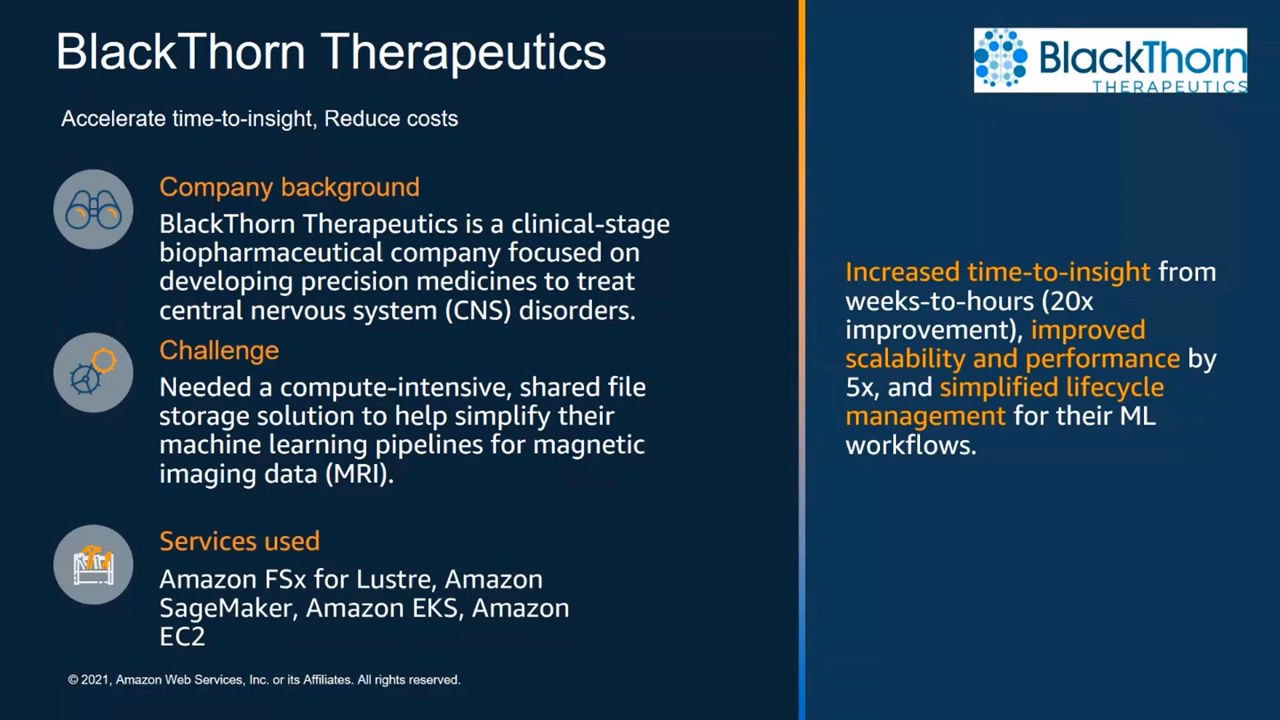 BlackThorn Therapeutics
Accelerate time-to-insight, Reduce costs
Company background
BlackThorn Therapeutics is a clinical-stage
biopharmaceutical company focused on
developing precision medicines to treat
central nervous system (CNS) disorders.
Challenge
Needed a compute-intensive, shared file
storage solution to help simplify their
machine learning pipelines for magnetic
imaging data (MRI).
Services used
Amazon FSx for Lustre, Amazon
SageMaker, Amazon EKS, Amazon
EC2
© 2021, Amazon Web Services, Inc. or its Affiliates. All rights reserved.
BlackThorn
THERAPEUTICS
Increased time-to-insight from
weeks-to-hours (20x
improvement), improved
scalability and performance by
5x, and simplified lifecycle
management for their ML
workflows.